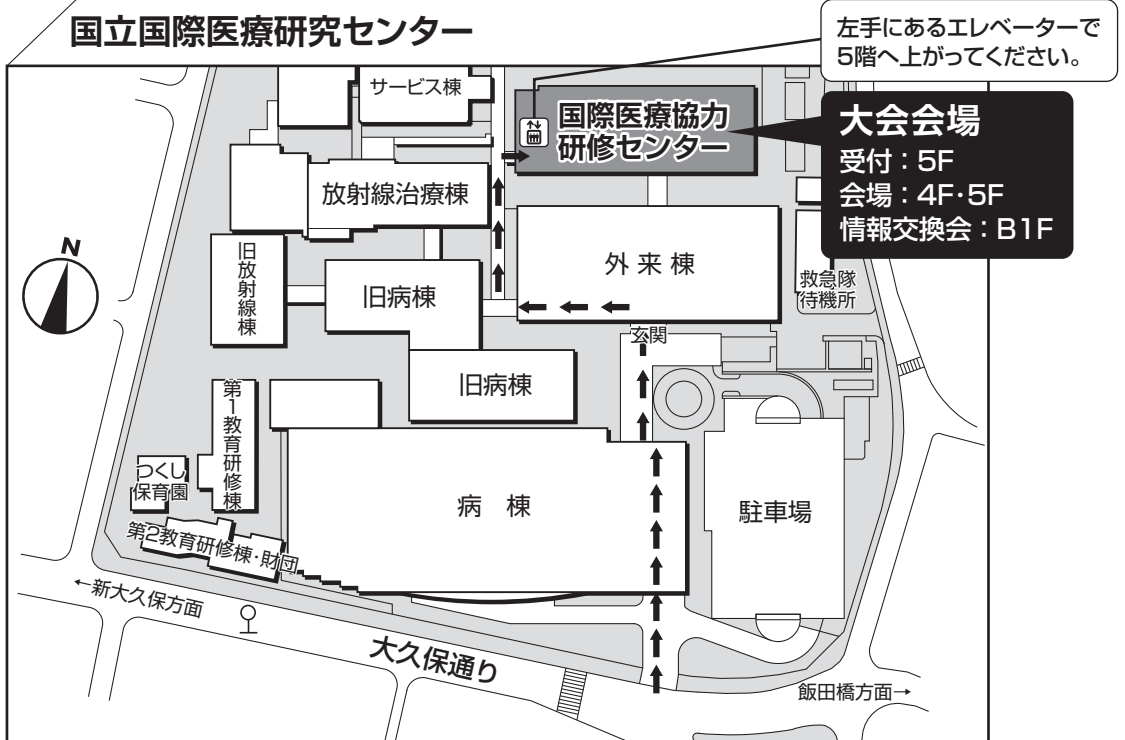 国立国際医療研究センター
左手にあるエレベーターで
5階へ上がってください。
サービス棟
国際医療協力
研修センター
大会会場
受付：5F
会場：4F・5F
情報交換会：B1F
放射線治療棟
N
旧放射線棟
旧病棟
外来棟
救急隊
待機所
玄関
旧病棟
第1教育研修棟
つくし
保育園
病棟
駐車場
第2教育研修棟・財団
←新大久保方面
大久保通り
飯田橋方面→